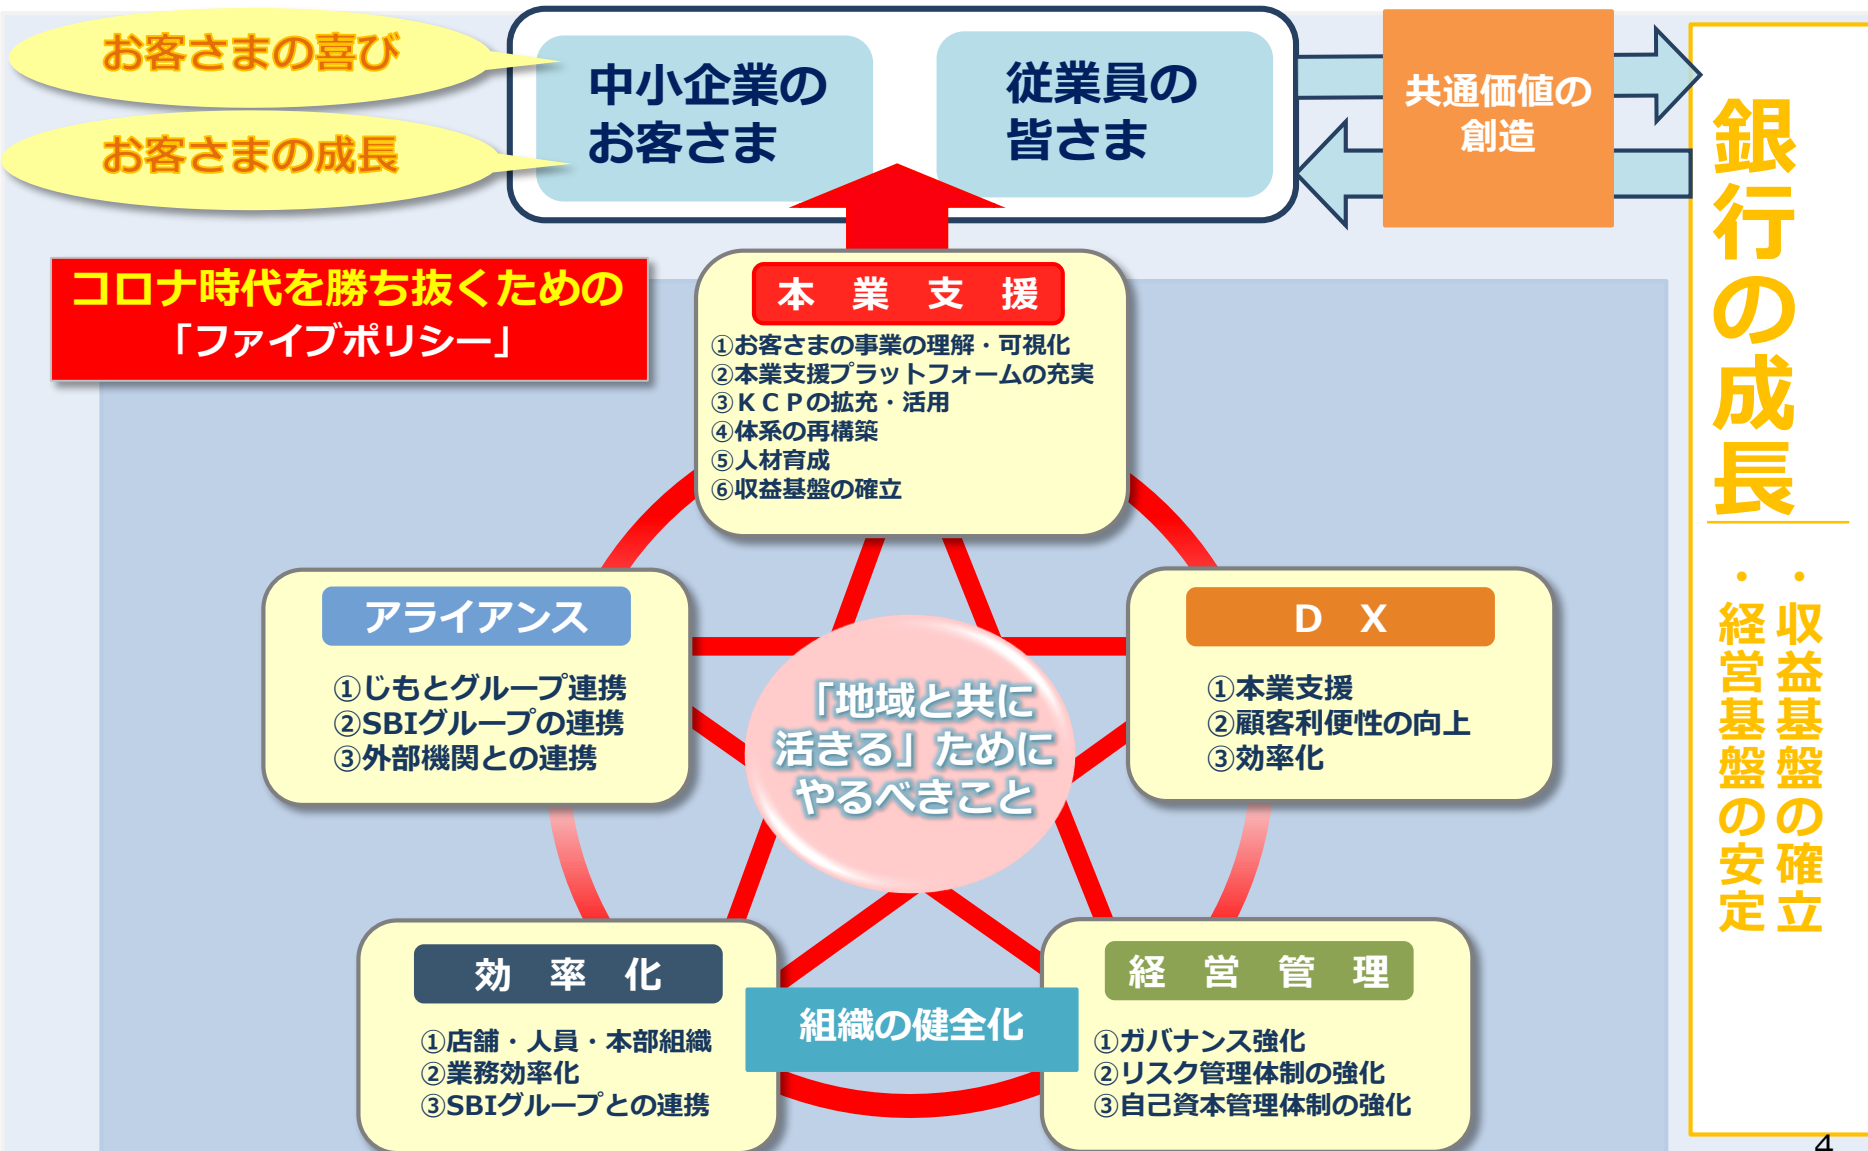 お客さまの喜び
お客さまの成長
中小企業の
お客さま
従業員の
皆さま
共通価値の
創造
銀行の成長
・収益基盤の確立
・経営基盤の安定
コロナ時代を勝ち抜くための
「ファイブポリシー」
本業支援
①お客さまの事業の理解・可視化
②本業支援プラットフォームの充実
③ＫＣＰの拡充・活用
④体系の再構築
⑤人材育成
⑥収益基盤の確立
アライアンス
①じもとグループ連携
②SBIグループの連携
③外部機関との連携
ＤＸ
①本業支援
②顧客利便性の向上
③効率化
「地域と共に
活きる」ために
やるべきこと
効率化
①店舗・人員・本部組織
②業務効率化
③SBIグループとの連携
組織の健全化
経営管理
①ガバナンス強化
②リスク管理体制の強化
③自己資本管理体制の強化
4